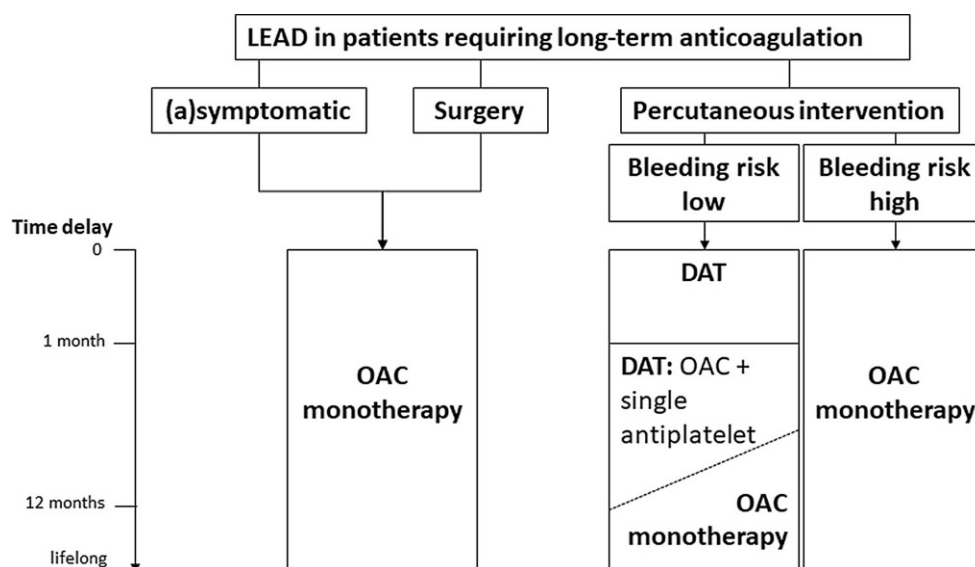 LEAD in patients requiring long-term anticoagulation
(a)symptomatic
Surgery
Percutaneous intervention
Bleeding risk
low
Bleeding risk
high
Time delay
0
1 month
12 months
lifelong
OAC
monotherapy
DAT
DAT: OAC +
single
antiplatelet
OAC
monotherapy
OAC
monotherapy